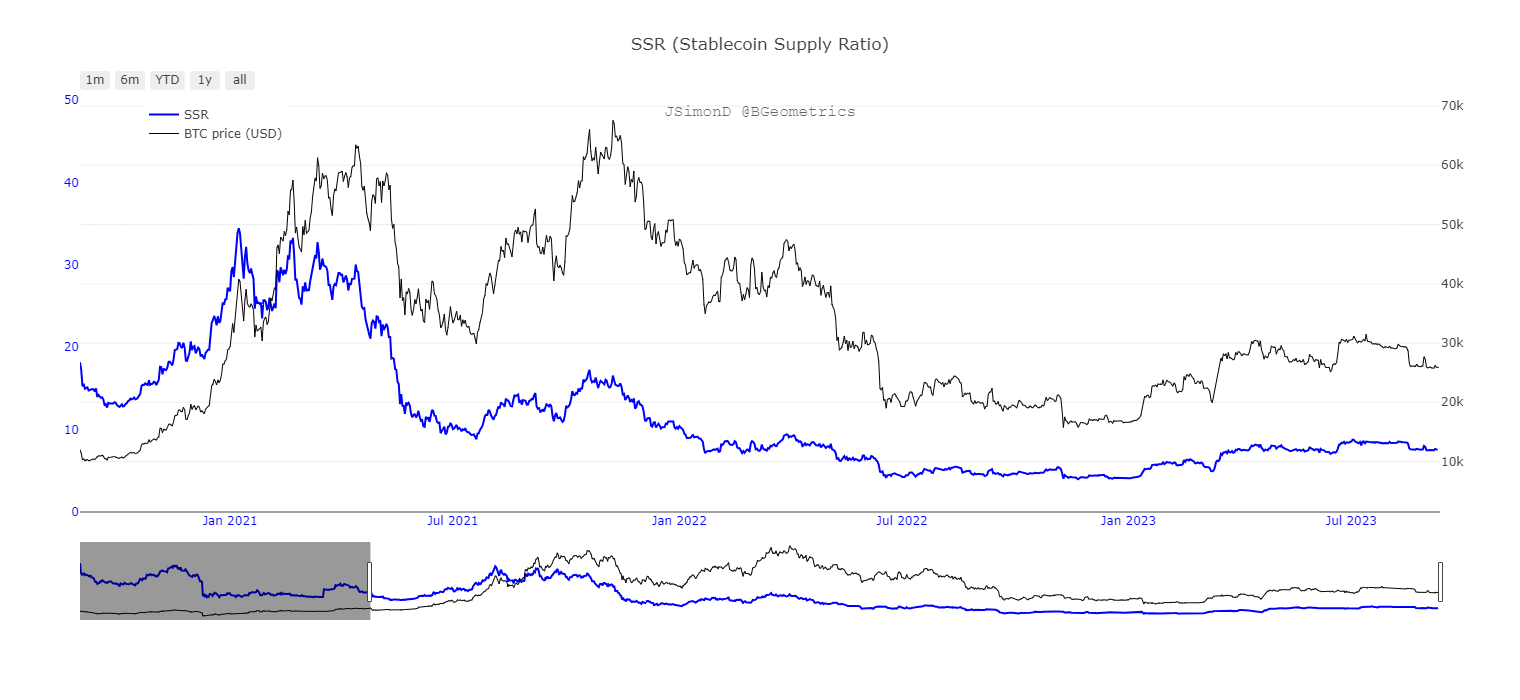 SSR (Stablecoin Supply Ratio)
1m 6m YTD 1y all
JSimonD @BGeometrics
SSR
BTC price (USD)
50
40
30
20
10
0
70k
60k
50k
40k
30k
20k
10k
Jan 2021 Jul 2021 Jan 2022 Jul 2022 Jan 2023 Jul 2023